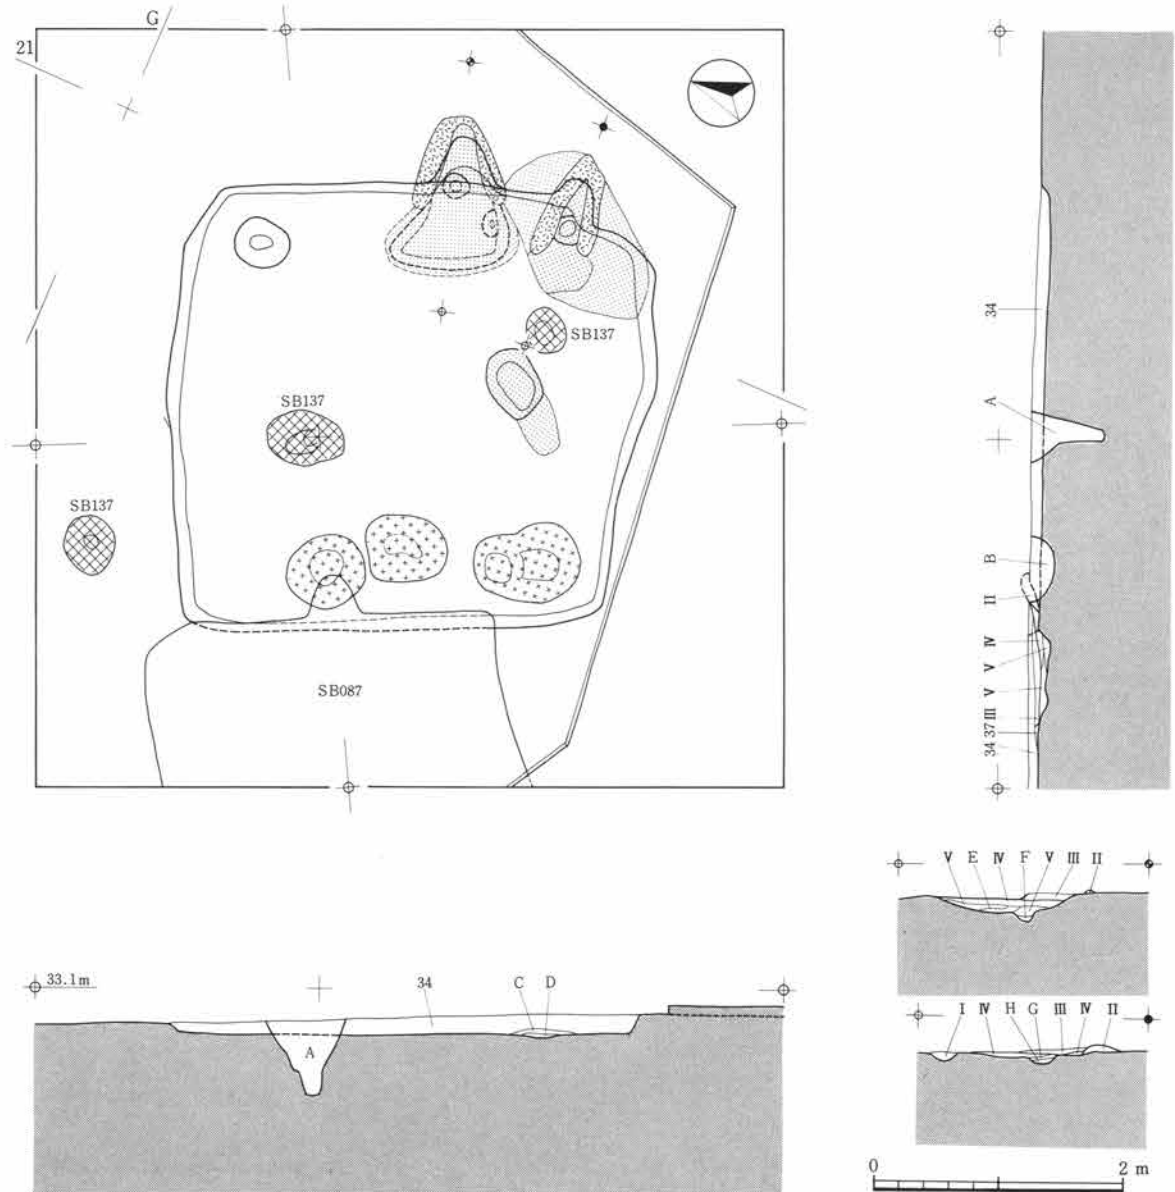 G
21
SB137
SB137
SB137
SB087
34
A
B
II
IV
V
V
III
37
34
V E IV F V III II
33.1m
34 C D
A
I IV H G III IV II
0 2 m